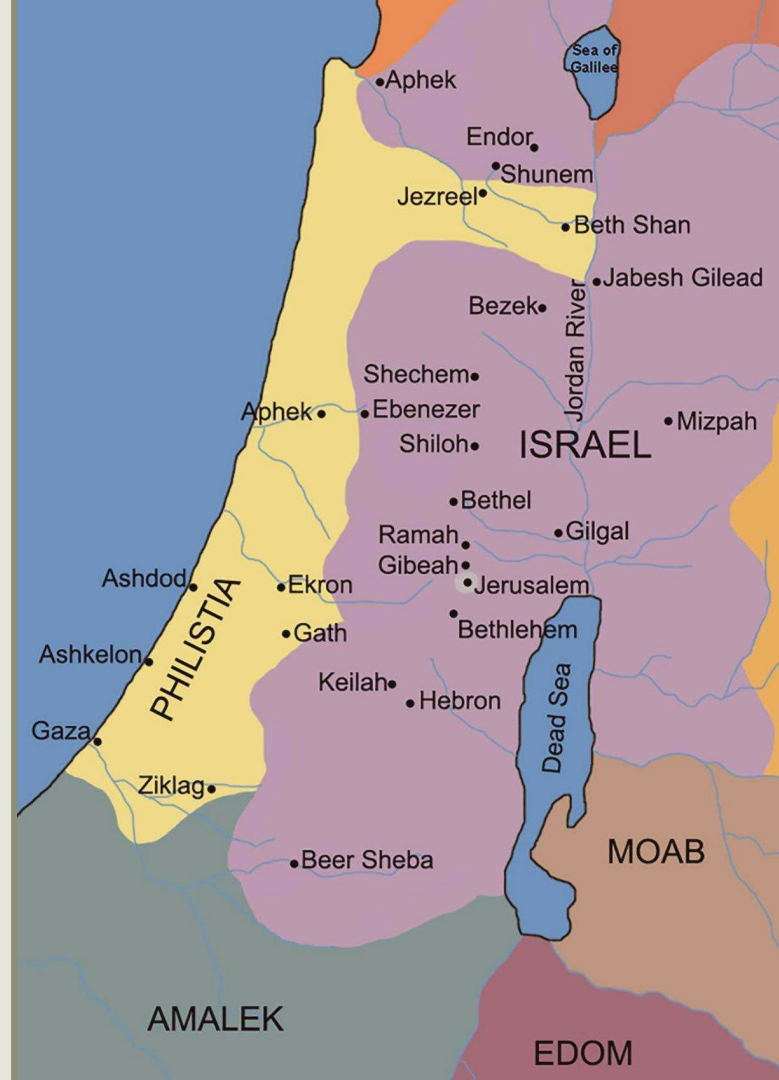 Sea of
Galilee
Aphek
Endor
Shunem
Jezreel
Beth Shan
Jabesh Gilead
Bezek
Jordan River
Shechem
Aphek
Ebenezer
Mizpah
Shiloh
ISRAEL
Bethel
Gilgal
Ramah
Gibeah
Jerusalem
Ashdod
Ekron
PHILISTIA
Bethlehem
Gath
Ashkelon
Keilah
Hebron
Dead Sea
Gaza
Ziklag
MOAB
Beer Sheba
AMALEK
EDOM